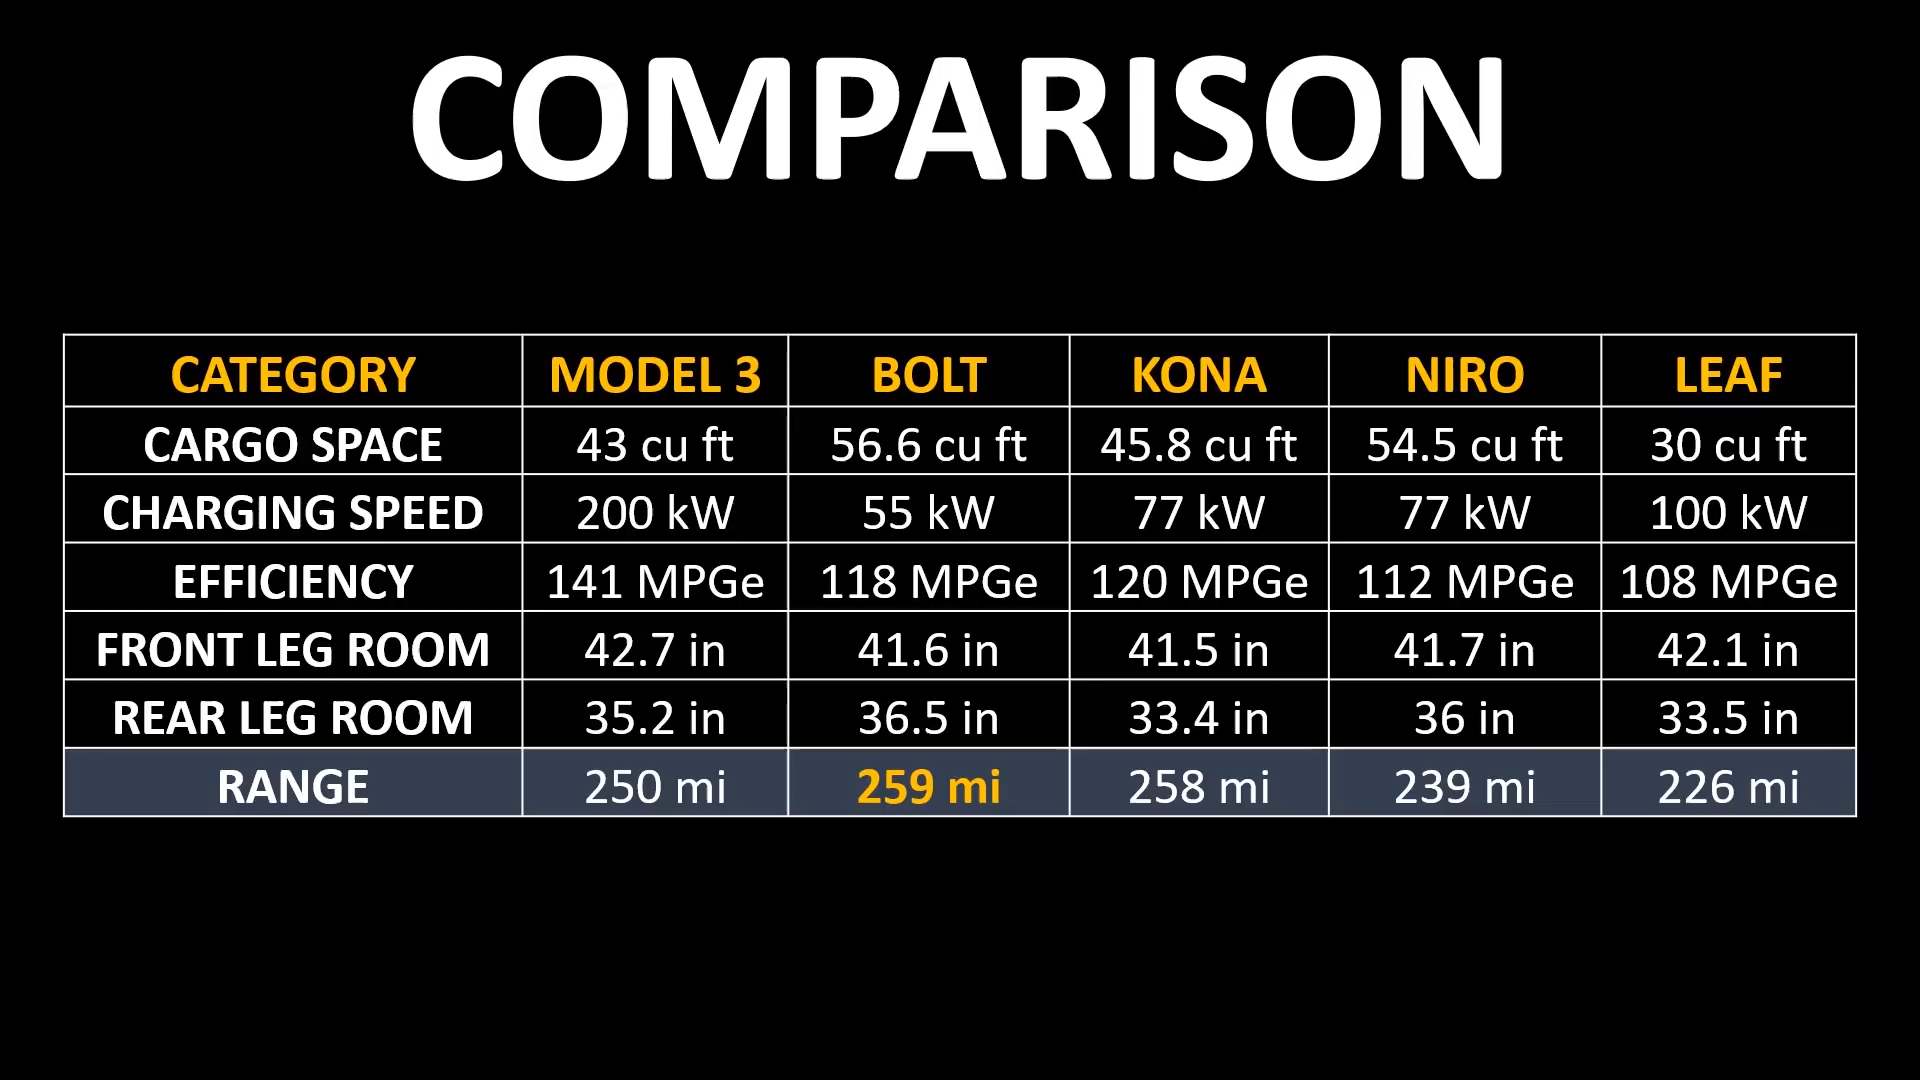 COMPARISON
CATEGORY MODEL 3 BOLT KONA NIRO LEAF
CARGO SPACE 43 cu ft 56.6 cu ft 45.8 cu ft 54.5 cu ft 30 cu ft
CHARGING SPEED 200 kW 55 kW 77 kW 77 kW 100 kW
EFFICIENCY 141 MPGe 118 MPGe 120 MPGe 112 MPGe 108 MPGe
FRONT LEG ROOM 42.7 in 41.6 in 41.5 in 41.7 in 42.1 in
REAR LEG ROOM 35.2 in 36.5 in 33.4 in 36 in 33.5 in
RANGE 250 mi 259 mi 258 mi 239 mi 226 mi